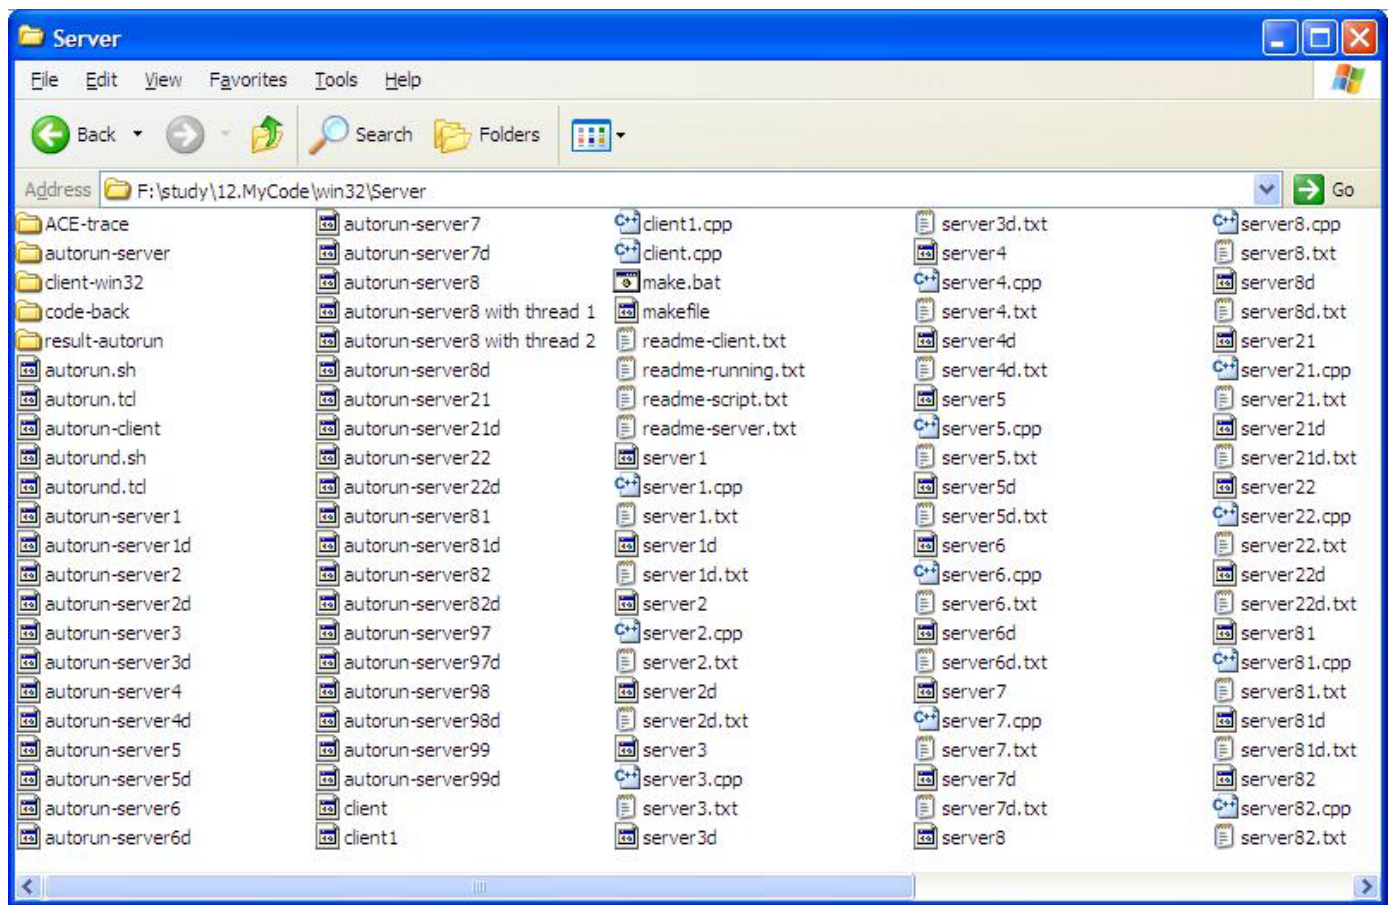 Server
File Edit View Favorites Tools Help
Back Search Folders
Address F:\study\12.MyCode\win32\Server Go
ACE-trace
autorun-server
client-win32
code-back
result-autorun
autorun.sh
autorun.tcl
autorun-client
autorund.sh
autorund.tcl
autorun-server1
autorun-server1d
autorun-server2
autorun-server2d
autorun-server3
autorun-server3d
autorun-server4
autorun-server4d
autorun-server5
autorun-server5d
autorun-server6
autorun-server6d
autorun-server7
autorun-server7d
autorun-server8
autorun-server8 with thread 1
autorun-server8 with thread 2
autorun-server8d
autorun-server21
autorun-server21d
autorun-server22
autorun-server22d
autorun-server81
autorun-server81d
autorun-server82
autorun-server82d
autorun-server97
autorun-server97d
autorun-server98
autorun-server98d
autorun-server99
autorun-server99d
client
client1
client1.cpp
client.cpp
make.bat
makefile
readme-client.txt
readme-running.txt
readme-script.txt
readme-server.txt
server1
server1.cpp
server1.txt
server1d
server1d.txt
server2
server2.cpp
server2.txt
server2d
server2d.txt
server3
server3.cpp
server3.txt
server3d
server3d.txt
server4
server4.cpp
server4.txt
server4d
server4d.txt
server5
server5.cpp
server5.txt
server5d
server5d.txt
server6
server6.cpp
server6.txt
server6d
server6d.txt
server7
server7.cpp
server7.txt
server7d
server7d.txt
server8
server8.cpp
server8.txt
server8d
server8d.txt
server21
server21.cpp
server21.txt
server21d
server21d.txt
server22
server22.cpp
server22.txt
server22d
server22d.txt
server81
server81.cpp
server81.txt
server81d
server81d.txt
server82
server82.cpp
server82.txt